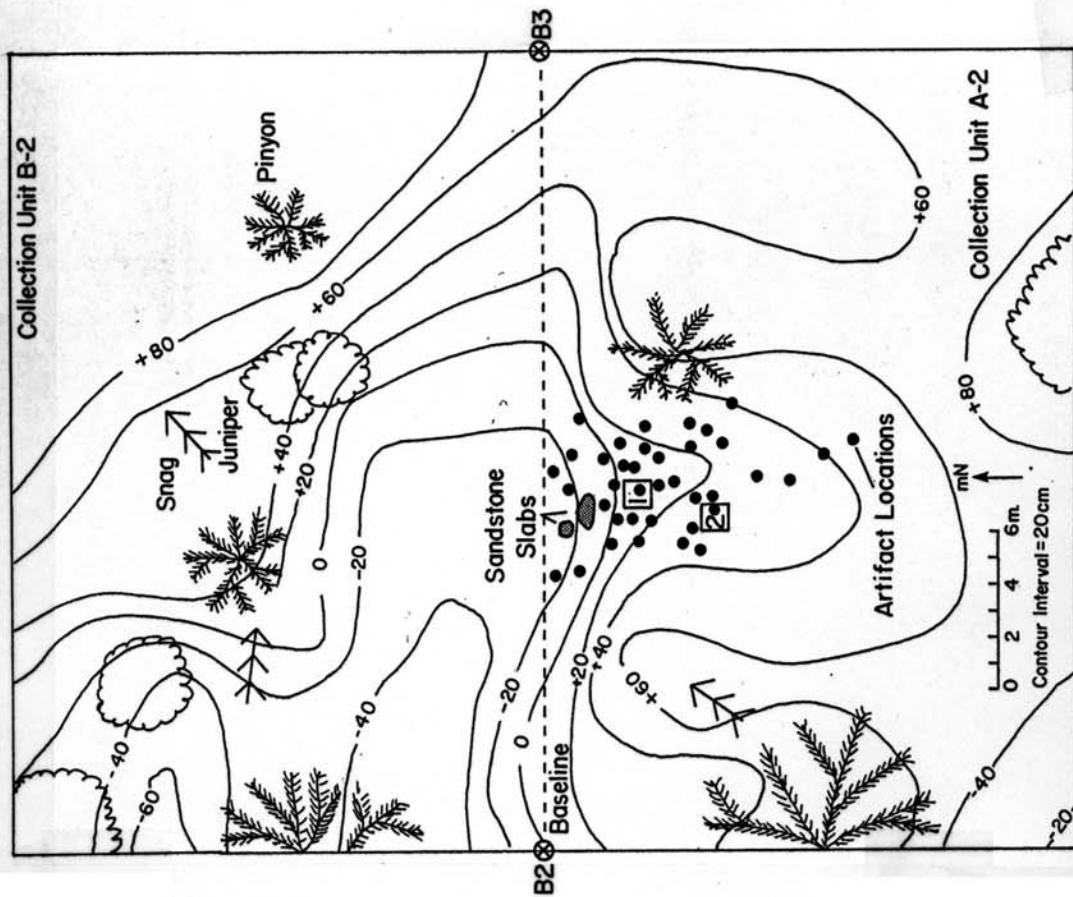 Collection Unit B-2
Pinyon
+80
+60
Snag
Juniper
+40
+20
0
-20
-40
-60
-40
Sandstone
Slabs
B3
B2
Baseline
-20
0
+20
+40
+60
1
2
+60
Collection Unit A-2
+80
Artifact Locations
mN
0 2 4 6m.
Contour Interval = 20cm
-40
-20